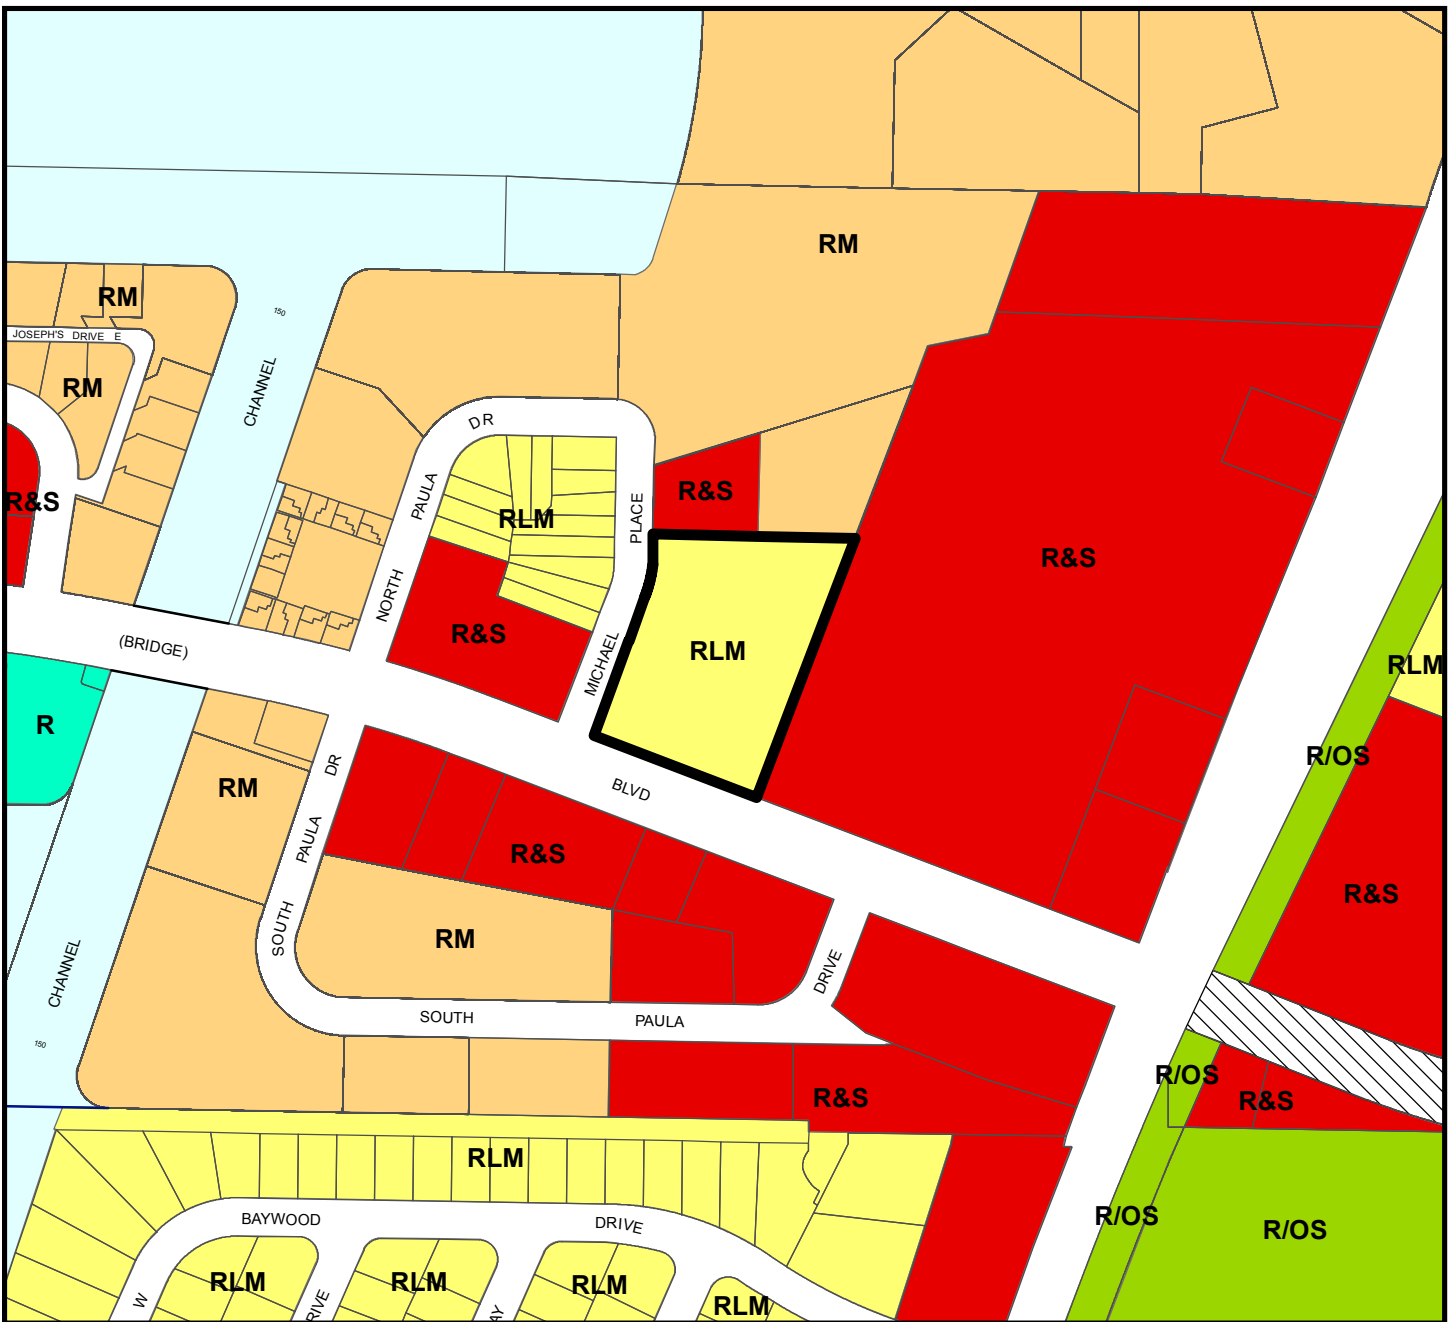 RM
RM
150
JOSEPH'S DRIVE E
RM
CHANNEL
DR
PAULA
R&S
R&S
RLM
PLACE
R&S
NORTH
R&S
(BRIDGE)
MICHAEL
RLM
RLM
R
DR
R/OS
RM
BLVD
PAULA
R&S
R&S
SOUTH
RM
CHANNEL
DRIVE
SOUTH
PAULA
150
R/OS
R&S
R&S
RLM
BAYWOOD
DRIVE
R/OS
R/OS
RLM
RLM
RLM
RLM
W
RIVE
AY